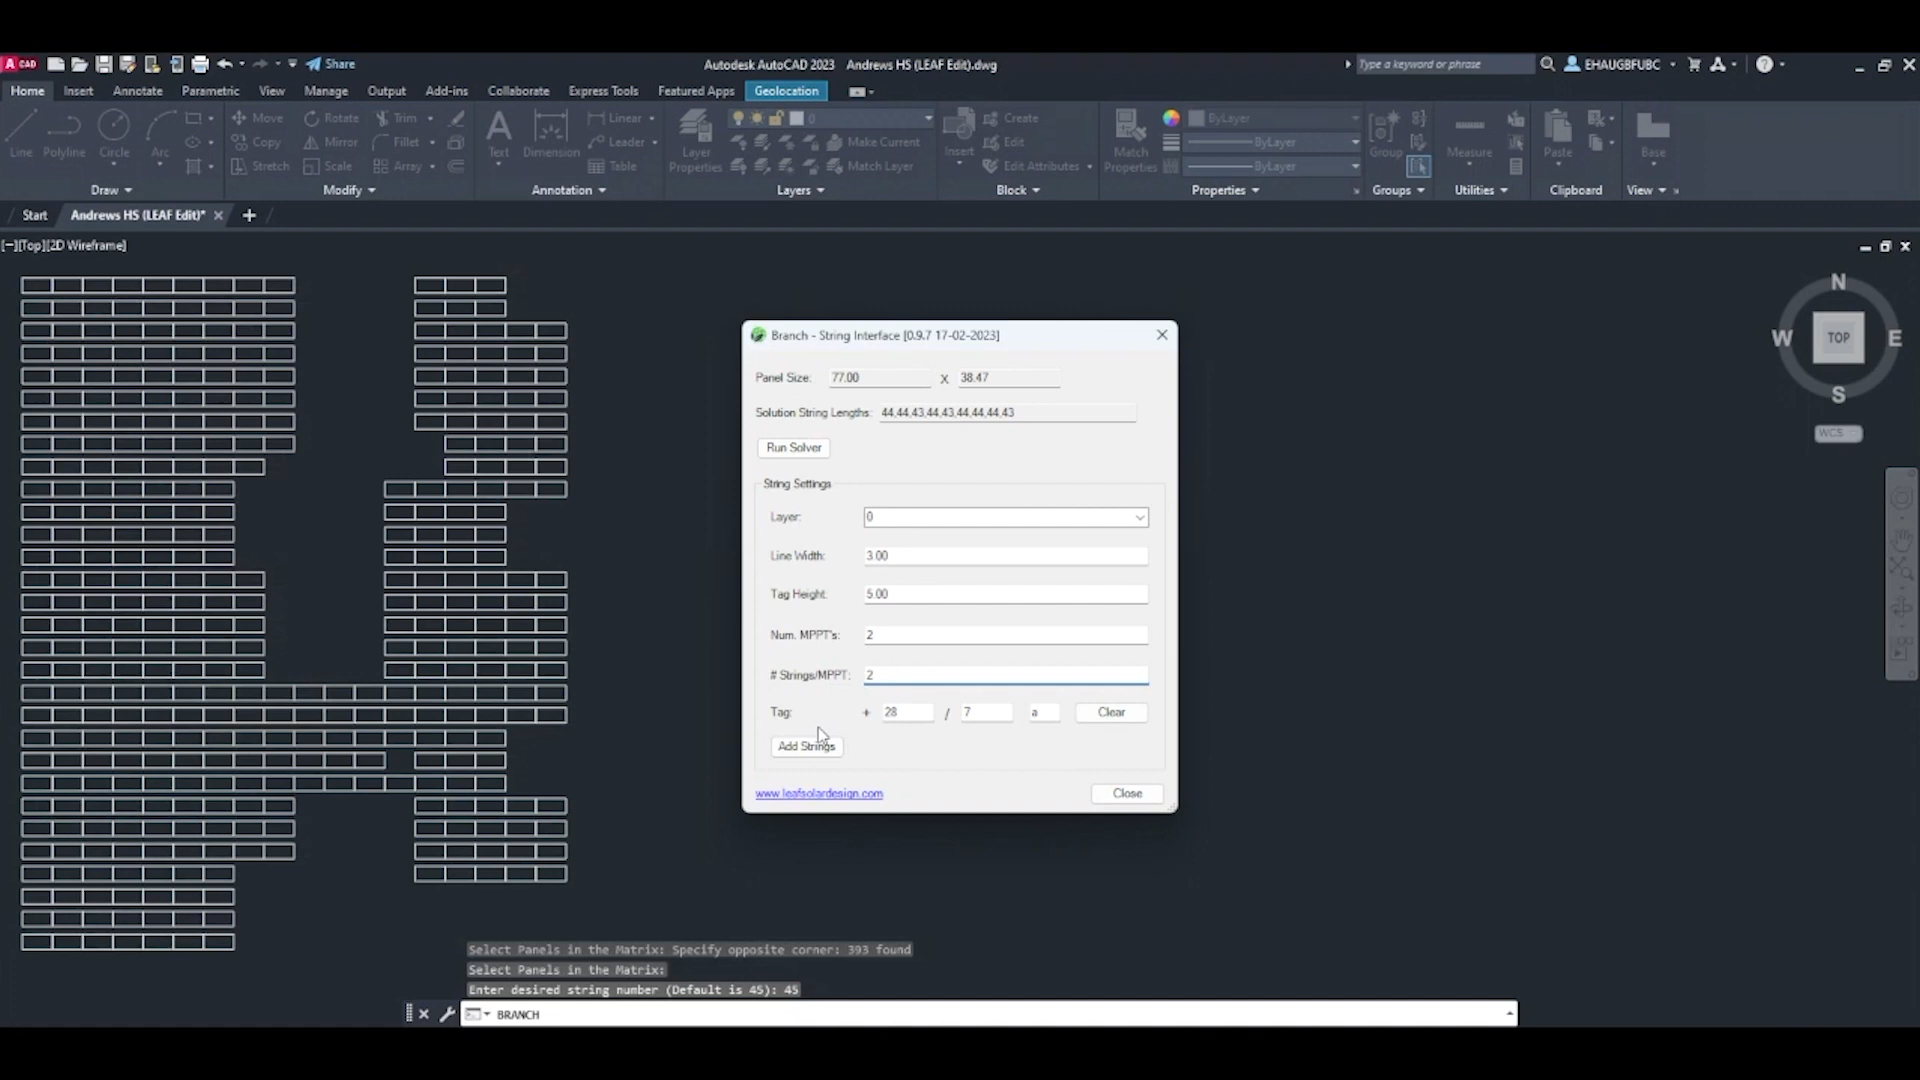 A CAD Share Autodesk AutoCAD 2023 Andrews HS (LEAF Edit).dwg Type a keyword or phrase EHAUGBFUBC
Home Insert Annotate Parametric View Manage Output Add-ins Collaborate Express Tools Featured Apps Geolocation
Line Polyline Circle Arc Move Rotate Trim Text Dimension Linear Layer Properties 0 Insert Create Match Properties ByLayer Group Measure Paste Base
Copy Mirror Fillet Leader Make Current Edit ByLayer
Stretch Scale Array Table Match Layer Edit Attributes ByLayer
Draw Modify Annotation Layers Block Properties Groups Utilities Clipboard View
Start Andrews HS (LEAF Edit)*
[−][Top][2D Wireframe]
N
W TOP E
S
WCS
Branch - String Interface [0.9.7 17-02-2023]
Panel Size: 77.00 X 38.47
Solution String Lengths: 44,44,43,44,43,44,44,44,43
Run Solver
String Settings
Layer: 0
Line Width: 3.00
Tag Height: 5.00
Num. MPPT's: 2
# Strings/MPPT: 2
Tag: + 28 / 7 a Clear
Add Strings
www.leafsolardesign.com Close
Select Panels in the Matrix: Specify opposite corner: 393 found
Select Panels in the Matrix:
Enter desired string number (Default is 45): 45
BRANCH